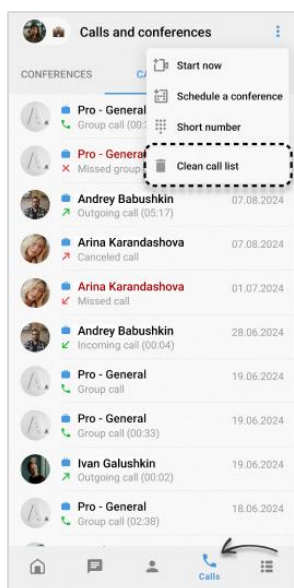 Calls and conferences
Start now
CONFERENCES CA
Schedule a conference
Pro - General
Group call (00:
Short number
Pro - Genera
Missed group
Clean call list
Andrey Babushkin 07.08.2024
Outgoing call (05:17)
Arina Karandashova 07.08.2024
Canceled call
Arina Karandashova 01.07.2024
Missed call
Andrey Babushkin 28.06.2024
Incoming call (00:04)
Pro - General 19.06.2024
Group call
Pro - General 19.06.2024
Group call (00:33)
Ivan Galushkin 19.06.2024
Outgoing call (00:02)
Pro - General 18.06.2024
Group call (02:38)
Calls